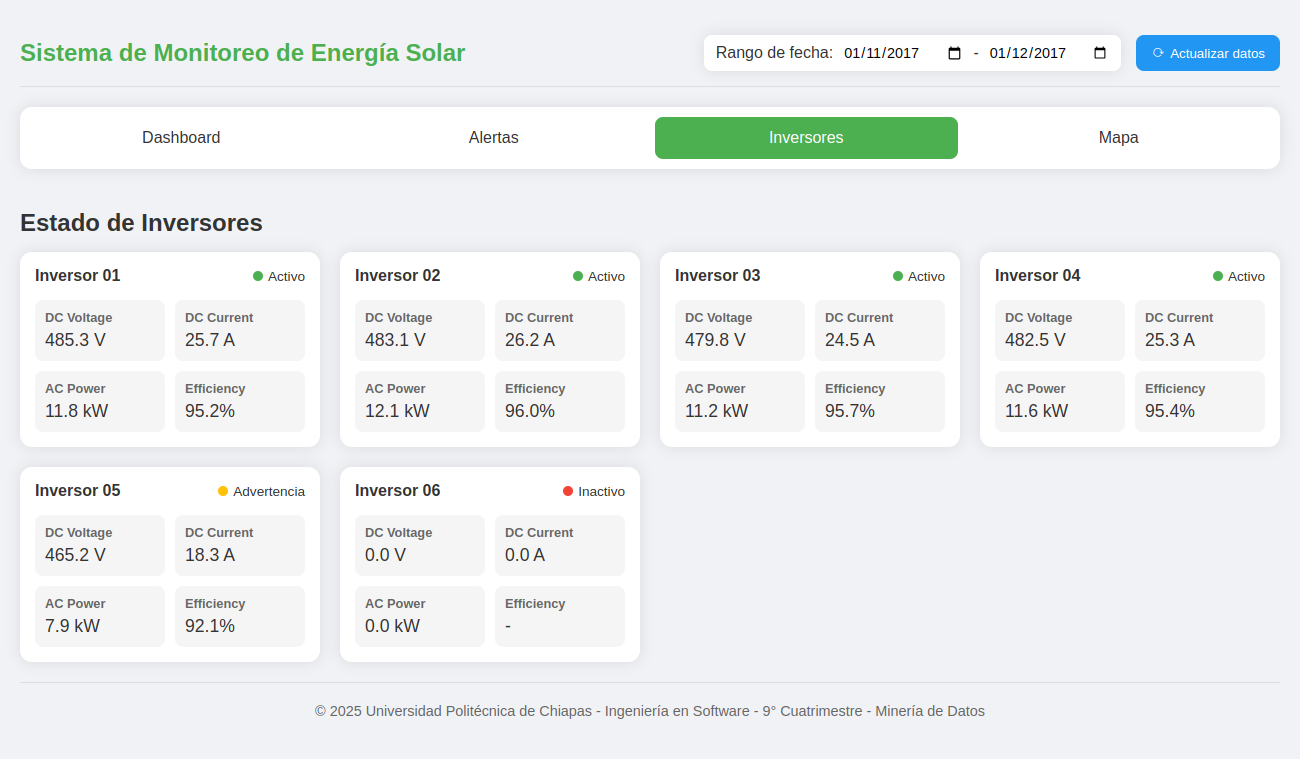 Sistema de Monitoreo de Energía Solar
Rango de fecha: 01/11/2017 - 01/12/2017
Actualizar datos
Dashboard Alertas Inversores Mapa
Estado de Inversores
Inversor 01 Activo
DC Voltage DC Current
485.3 V 25.7 A
AC Power Efficiency
11.8 kW 95.2%
Inversor 02 Activo
DC Voltage DC Current
483.1 V 26.2 A
AC Power Efficiency
12.1 kW 96.0%
Inversor 03 Activo
DC Voltage DC Current
479.8 V 24.5 A
AC Power Efficiency
11.2 kW 95.7%
Inversor 04 Activo
DC Voltage DC Current
482.5 V 25.3 A
AC Power Efficiency
11.6 kW 95.4%
Inversor 05 Advertencia
DC Voltage DC Current
465.2 V 18.3 A
AC Power Efficiency
7.9 kW 92.1%
Inversor 06 Inactivo
DC Voltage DC Current
0.0 V 0.0 A
AC Power Efficiency
0.0 kW -
© 2025 Universidad Politécnica de Chiapas - Ingeniería en Software - 9° Cuatrimestre - Minería de Datos